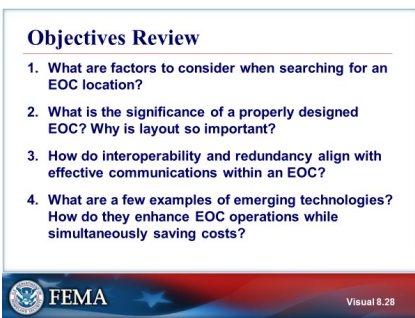 Objectives Review
1. What are factors to consider when searching for an
EOC location?
2. What is the significance of a properly designed
EOC? Why is layout so important?
3. How do interoperability and redundancy align with
effective communications within an EOC?
4. What are a few examples of emerging technologies?
How do they enhance EOC operations while
simultaneously saving costs?
FEMA
Visual 8.28